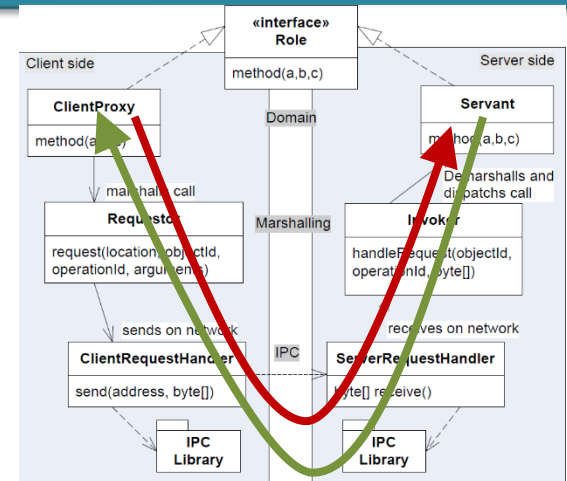 «interface»
Role
method(a,b,c)
Client side
Server side
ClientProxy
Servant
Domain
Demarshalls and
dispatchs call
marshalls call
Requestor
Marshalling
Invoker
request(location, objectId,
operationId, arguments)
handleRequest(objectId,
operationId, byte[])
sends on network
receives on network
ClientRequestHandler
IPC
ServerRequestHandler
send(address, byte[])
byte[] receive()
IPC
Library
IPC
Library